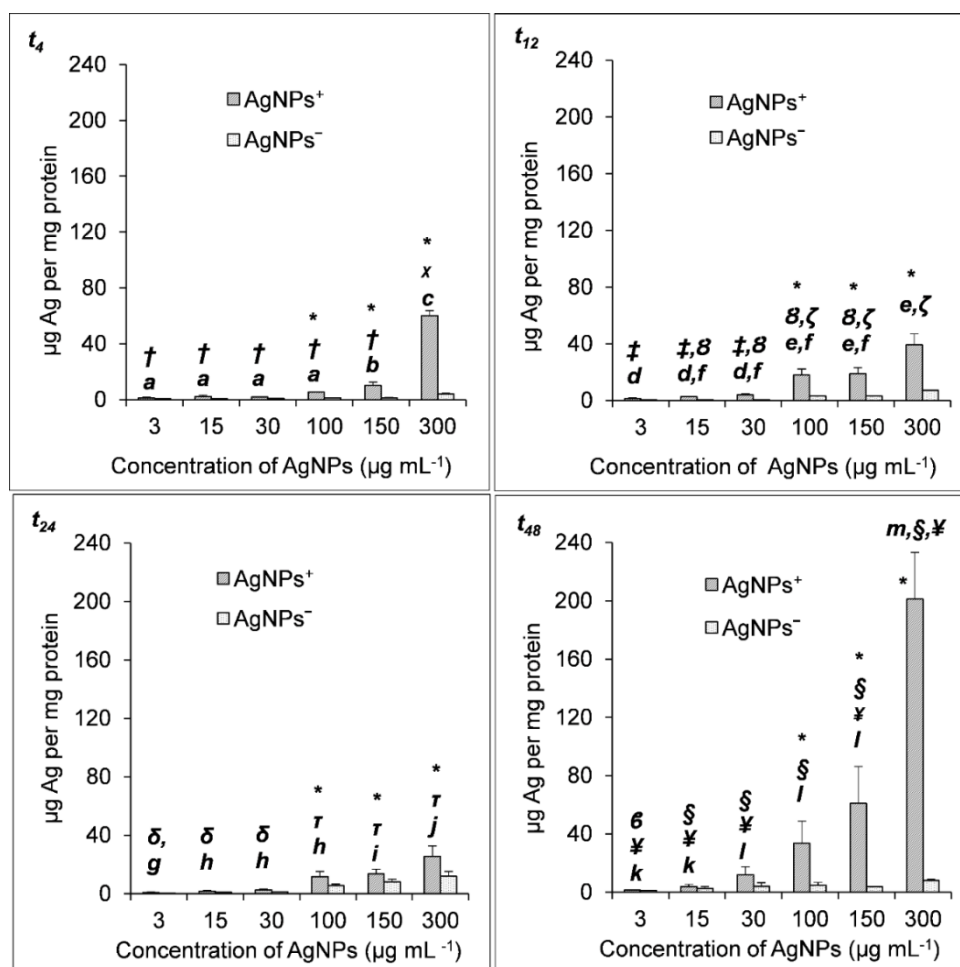 t4
240
200
160
120
80
40
0
µg Ag per mg protein
AgNPs⁺
AgNPs⁻
*
* * χ
† † † † † c
a a a a b
3 15 30 100 150 300
Concentration of AgNPs (µg mL⁻¹)
t12
240
200
160
120
80
40
0
µg Ag per mg protein
AgNPs⁺
AgNPs⁻
* * *
‡ ‡,8 ‡,8 8,ζ 8,ζ e,ζ
d d,f d,f e,f e,f
3 15 30 100 150 300
Concentration of AgNPs (µg mL⁻¹)
t24
240
200
160
120
80
40
0
µg Ag per mg protein
AgNPs⁺
AgNPs⁻
* * *
δ, δ δ τ τ τ
g h h h i j
3 15 30 100 150 300
Concentration of AgNPs (µg mL⁻¹)
t48
240
200
160
120
80
40
0
µg Ag per mg protein
AgNPs⁺
AgNPs⁻
m,§,¥
*
*
* §
§ § § ¥
¥ ¥ ¥ l l
k k l
3 15 30 100 150 300
Concentration of AgNPs (µg mL⁻¹)